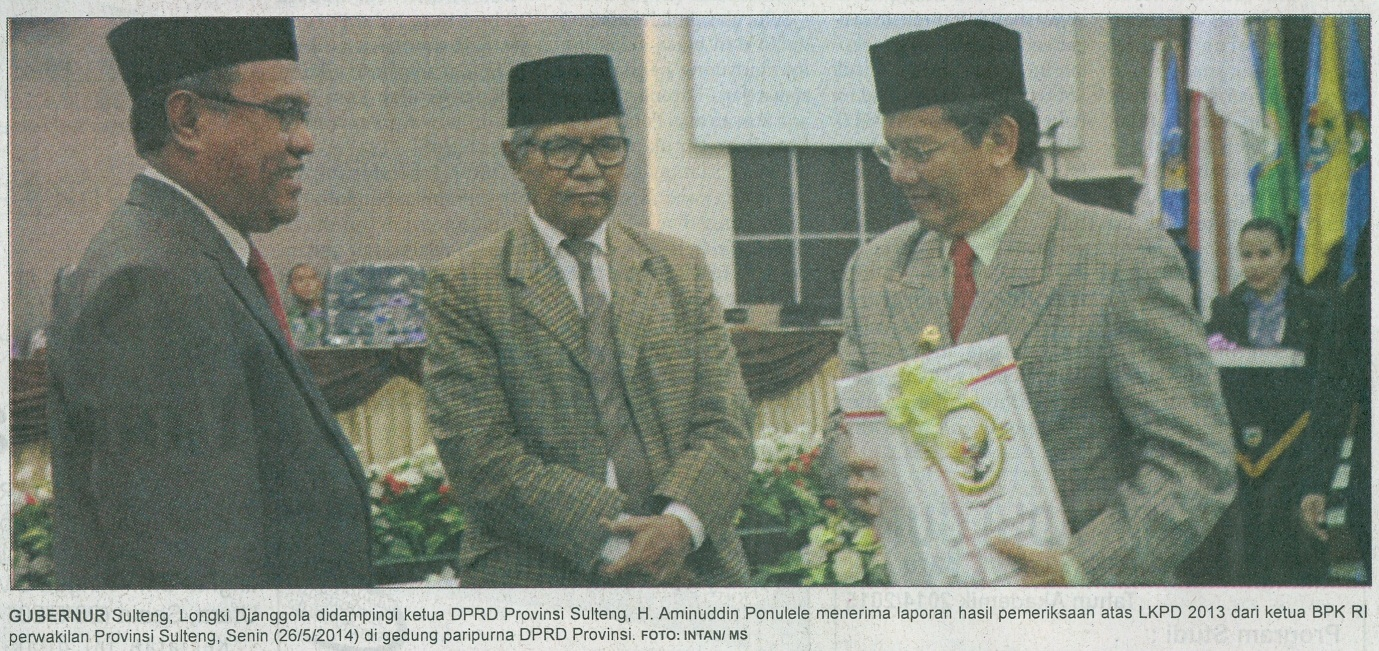 GUBERNUR Sulteng, Longki Djanggola didampingi ketua DPRD Provinsi Sulteng, H. Aminuddin Ponulele menerima laporan hasil pemeriksaan atas LKPD 2013 dari ketua BPK RI
perwakilan Provinsi Sulteng, Senin (26/5/2014) di gedung paripurna DPRD Provinsi. FOTO: INTAN/ MS